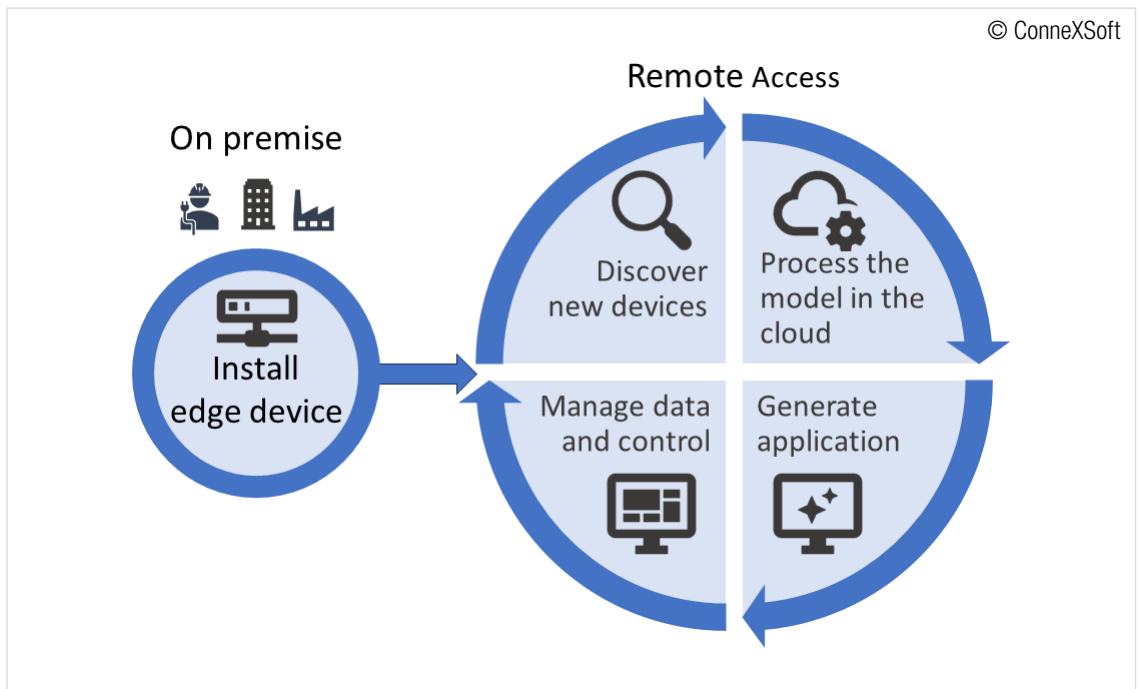 © ConneXSoft
Remote Access
On premise
Install
edge device
Discover
new devices
Process the
model in the
cloud
Manage data
and control
Generate
application